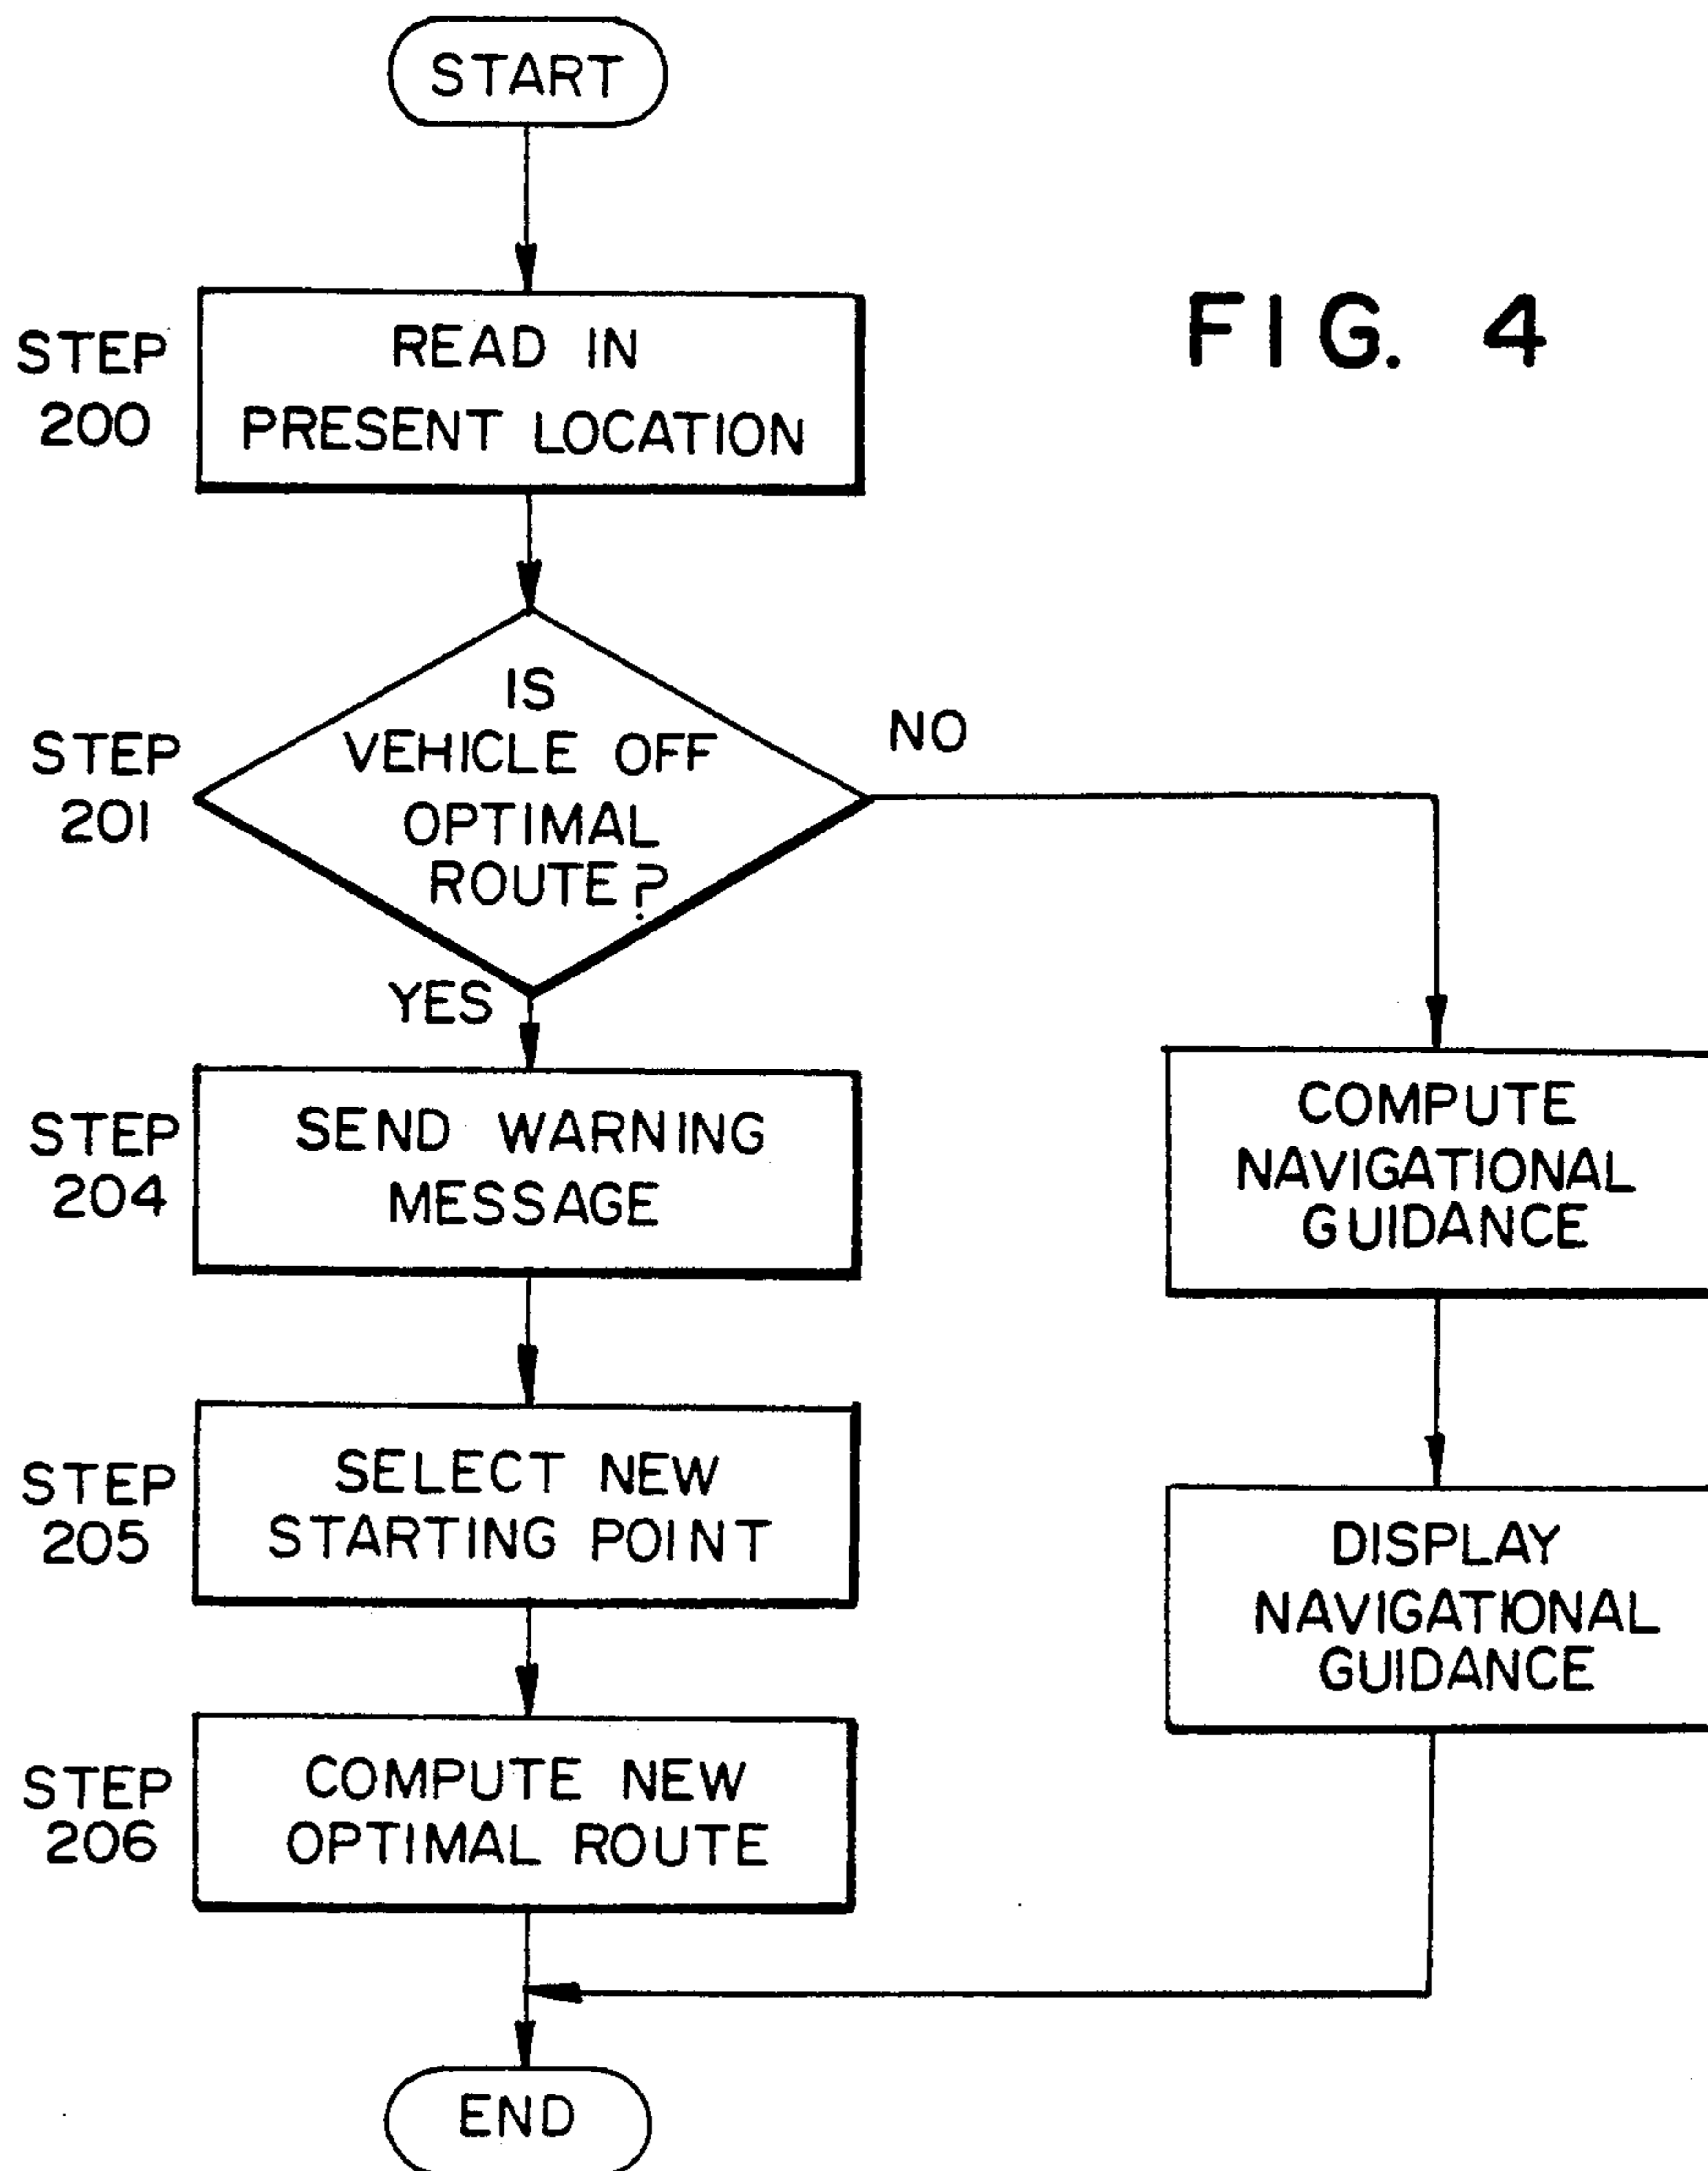 START
FIG. 4
STEP
200
READ IN
PRESENT LOCATION
STEP
201
IS
VEHICLE OFF
OPTIMAL
ROUTE?
NO
YES
STEP
204
SEND WARNING
MESSAGE
COMPUTE
NAVIGATIONAL
GUIDANCE
STEP
205
SELECT NEW
STARTING POINT
DISPLAY
NAVIGATIONAL
GUIDANCE
STEP
206
COMPUTE NEW
OPTIMAL ROUTE
END